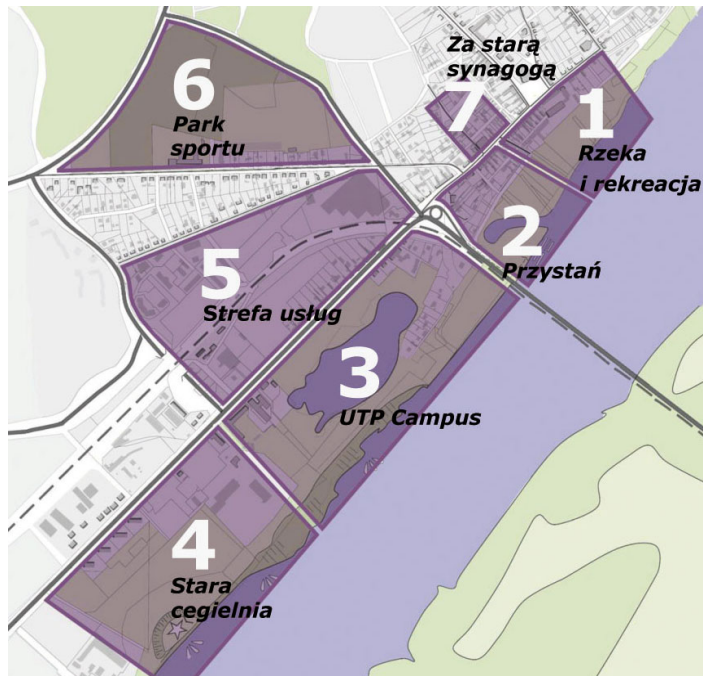 6
Park
sportu
Za starą
synagogą
7
1
Rzeka
i rekreacja
2
Przystań
5
Strefa usług
3
UTP Campus
4
Stara
cegielnia